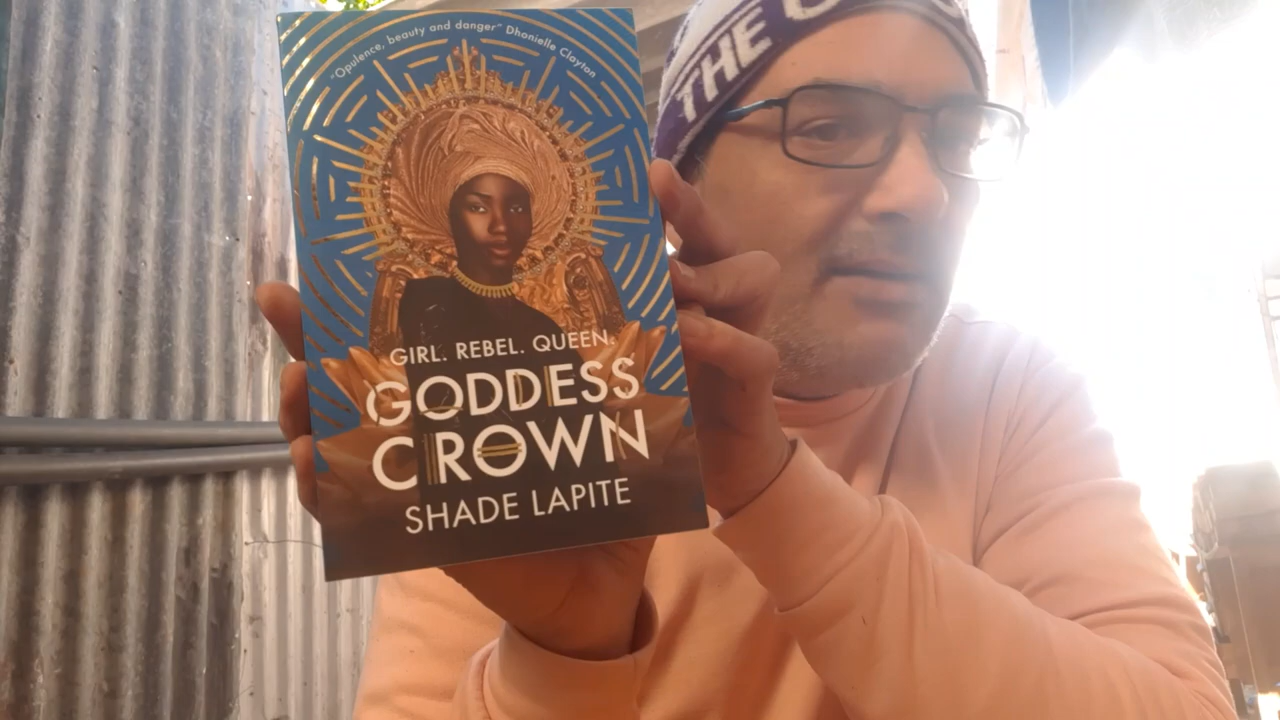 "Opulence, beauty and danger" Dhonielle Clayton
GIRL. REBEL. QUEEN.
GODDESS
CROWN
SHADE LAPITE
THE